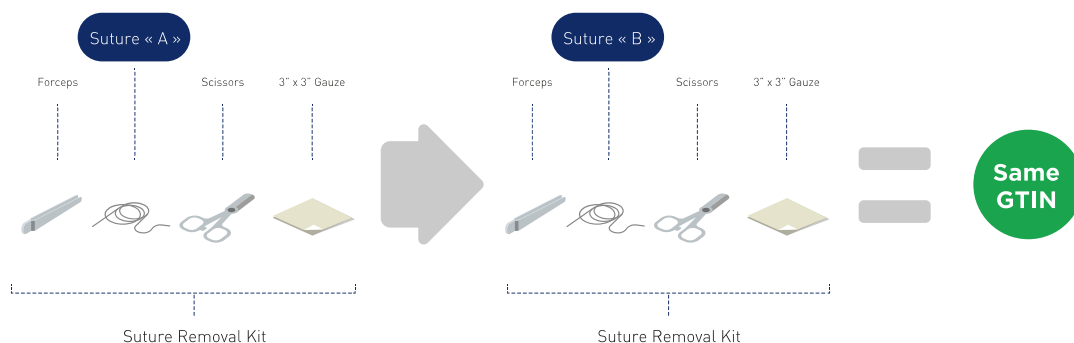 Suture « A »
Suture « B »
Forceps
Scissors
3” x 3” Gauze
Forceps
Scissors
3” x 3” Gauze
Same
GTIN
Suture Removal Kit
Suture Removal Kit